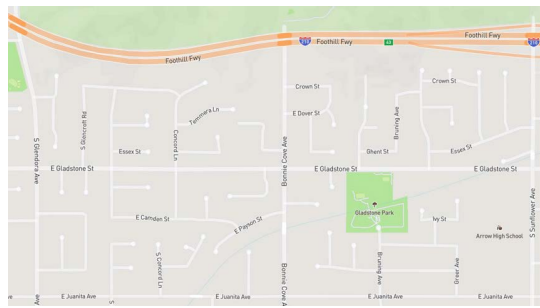 Foothill Fwy
210
Foothill Fwy
43
Foothill Fwy
Crown St
Crown St
Tammera Ln
E Dover St
S Glencroft Rd
Concord Ln
Bruning Ave
S Glendora Ave
Essex St
Bonnie Cove Ave
Ghent St
Essex St
E Gladstone St
E Gladstone St
E Gladstone St
Gladstone Park
E Camden St
E Payson St
Ivy St
S Sunflower Ave
Arrow High School
S Concord Ln
Bruning Ave
Greer Ave
Bonnie Cove A
E Juanita Ave
E Juanita Ave
E Juanita Ave
Ave
S